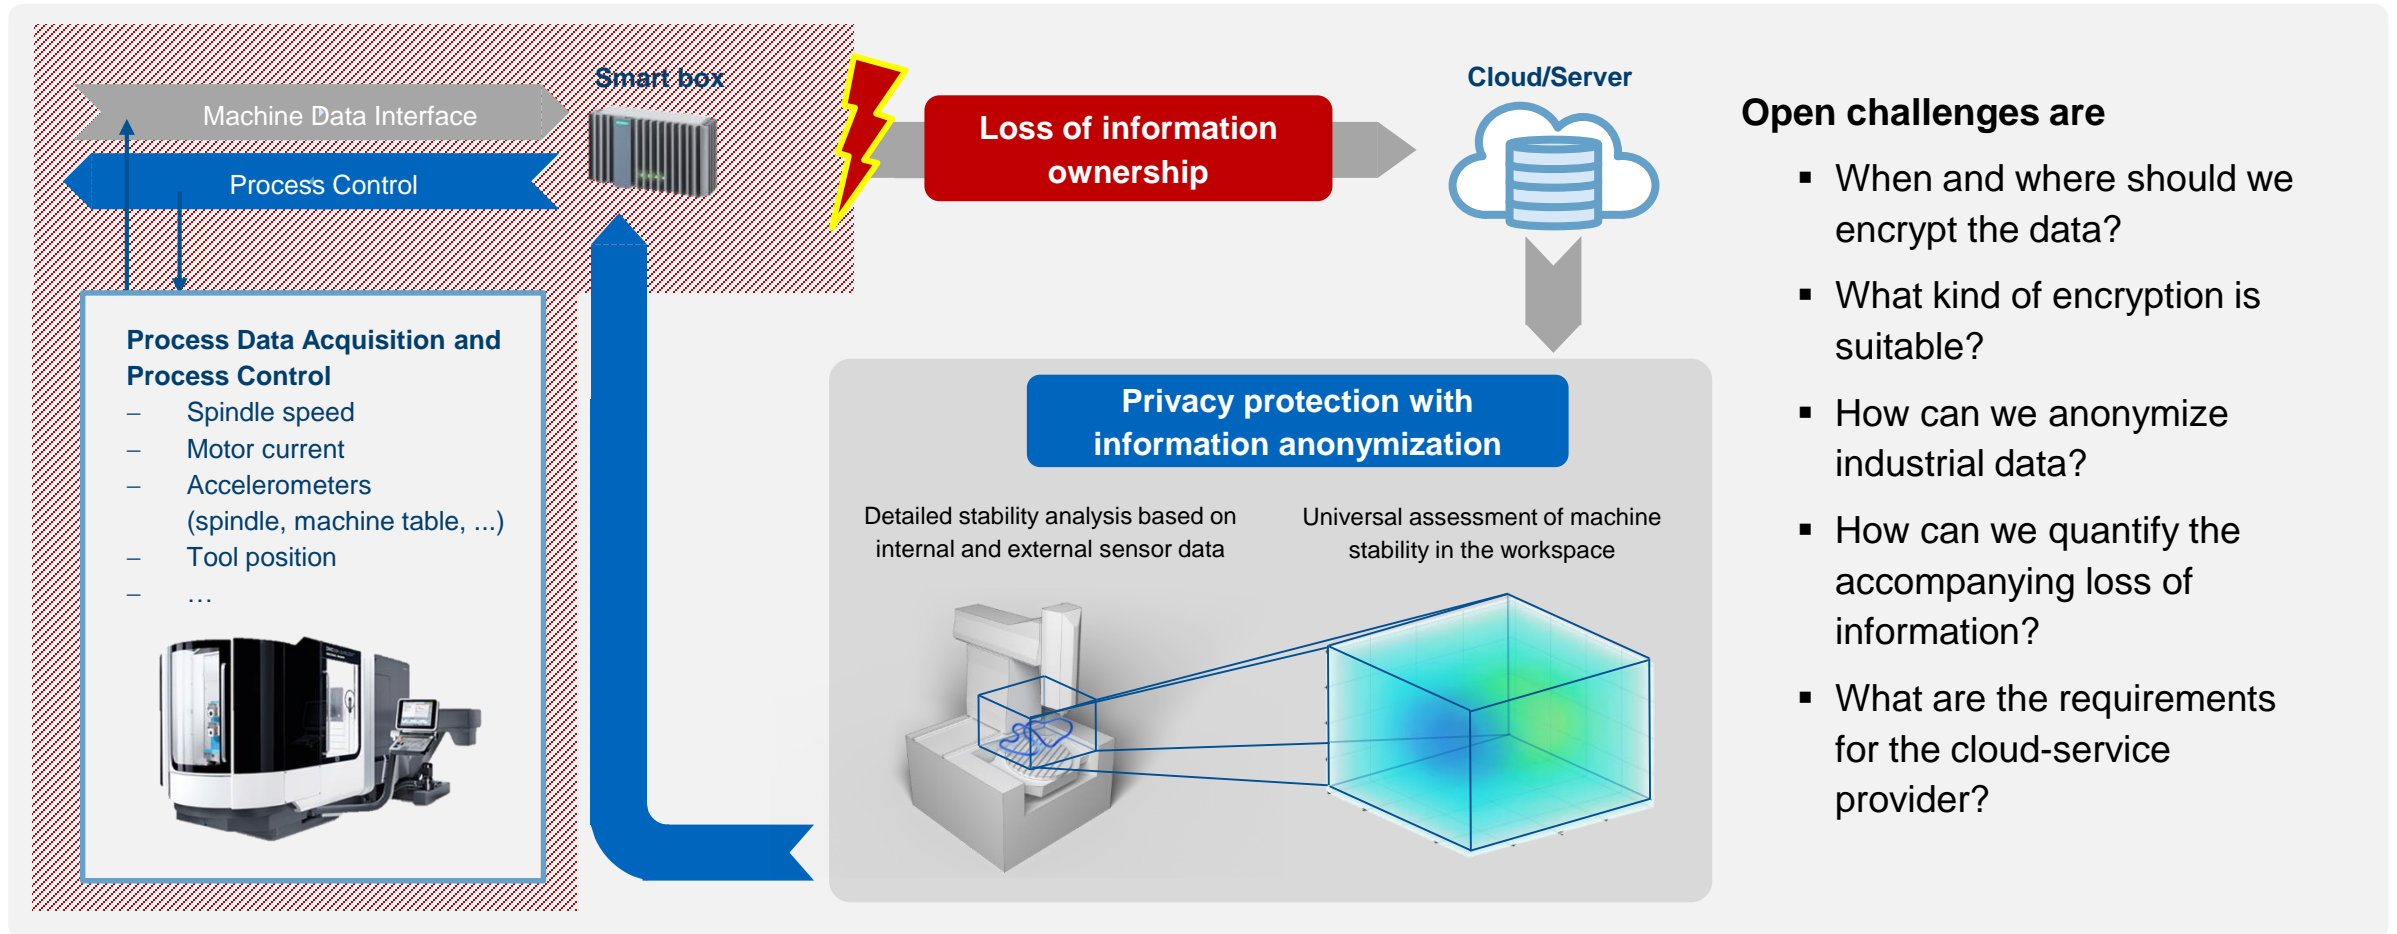 Smart box
Machine Data Interface
Process Control
Loss of information
ownership
Cloud/Server
Process Data Acquisition and
Process Control
– Spindle speed
– Motor current
– Accelerometers
(spindle, machine table, ...)
– Tool position
– …
Privacy protection with
information anonymization
Detailed stability analysis based on
internal and external sensor data
Universal assessment of machine
stability in the workspace
Open challenges are
▪ When and where should we
encrypt the data?
▪ What kind of encryption is
suitable?
▪ How can we anonymize
industrial data?
▪ How can we quantify the
accompanying loss of
information?
▪ What are the requirements
for the cloud-service
provider?